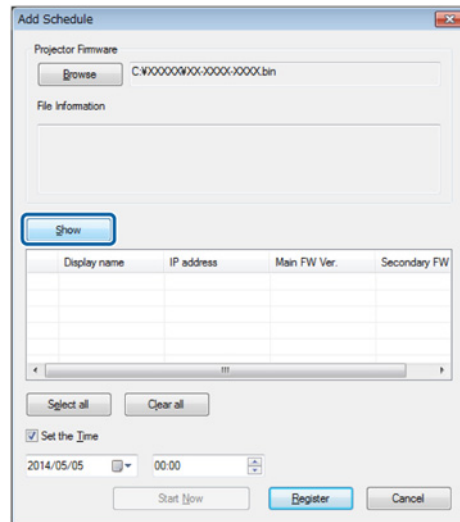 Add Schedule
Projector Firmware
Browse C:¥XXXXX¥XX-XXXX-XXXX.bin
File Information
Show
Display name IP address Main FW Ver. Secondary FW
Select all Clear all
Set the Time
2014/05/05 00:00
Start Now Register Cancel